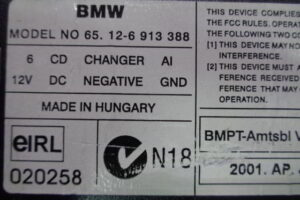 BMW
MODEL NO 65. 12-6 913 388
6 CD CHANGER AI
12V DC NEGATIVE GND
MADE IN HUNGARY
eIRL
020258
N18
THIS DEVICE COMPLIES
THE FCC RULES. OPERAT
THE FOLLOWING TWO CO
[1] THIS DEVICE MAY NO
INTERFERENCE.
[2] THIS DEVICE MUST A
FERENCE RECEIVED
FERENCE THAT MAY
OPERATION.
BMPT-Amtsbl V
2001. AP.